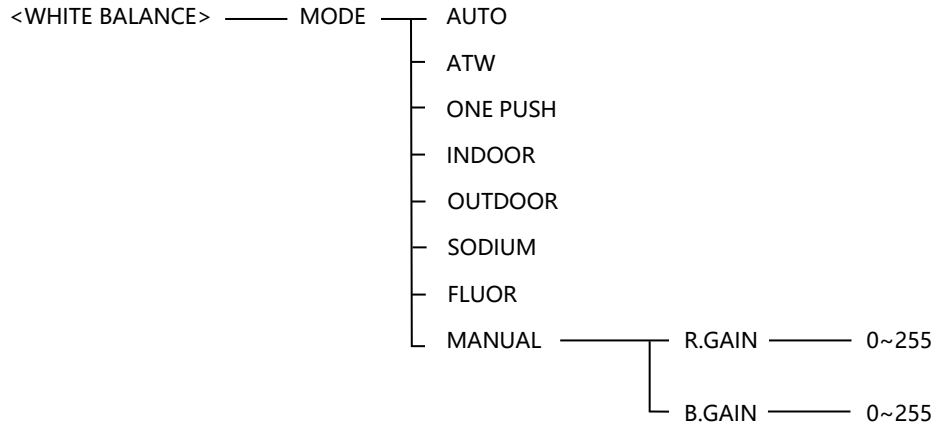 <WHITE BALANCE> MODE AUTO
ATW
ONE PUSH
INDOOR
OUTDOOR
SODIUM
FLUOR
MANUAL R.GAIN 0~255
B.GAIN 0~255